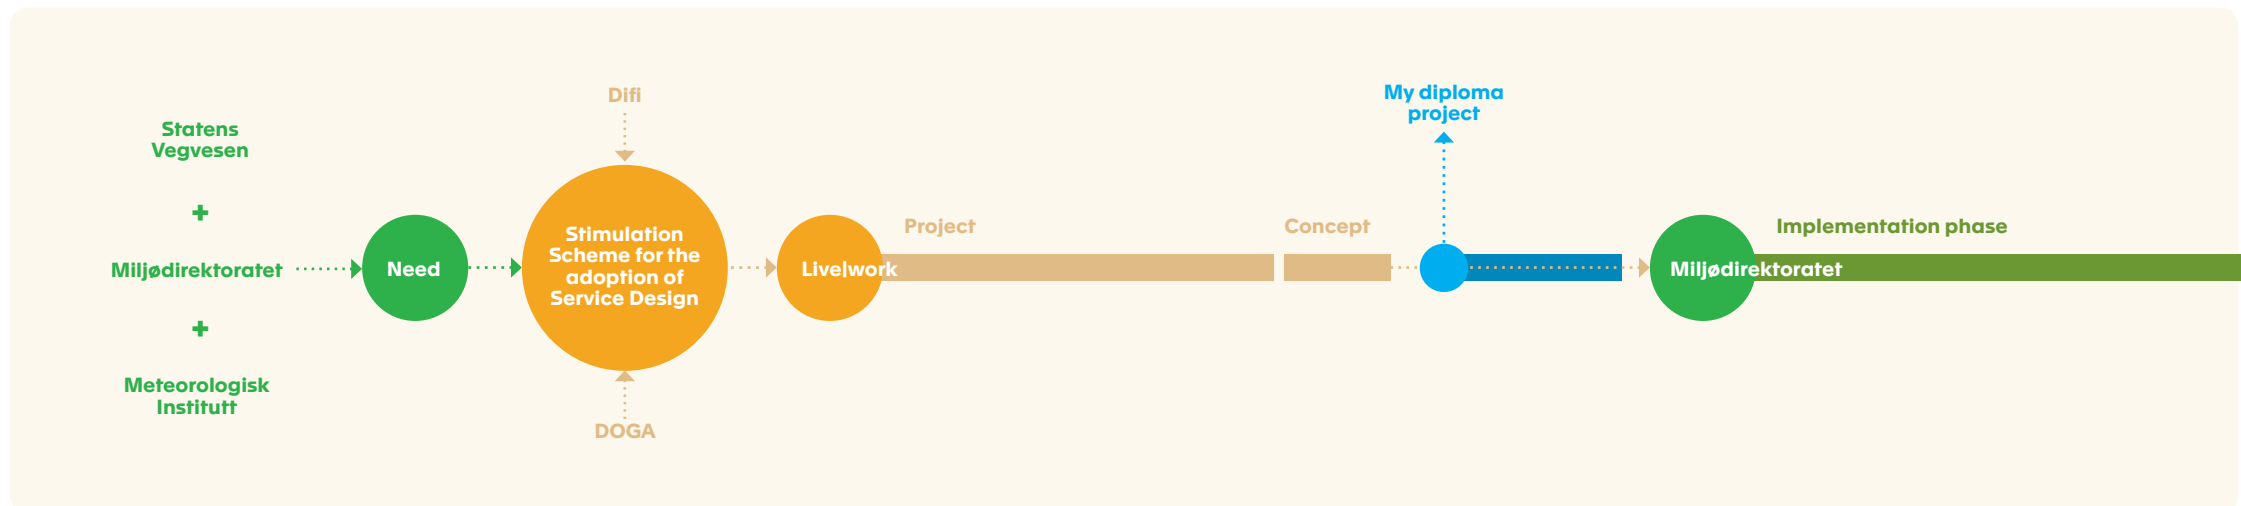 Statens
Vegvesen
+
Miljødirektoratet
+
Meteorologisk
Institutt
Need
Difi
Stimulation
Scheme for the
adoption of
Service Design
DOGA
Live|work
Project
Concept
My diploma
project
Miljødirektoratet
Implementation phase